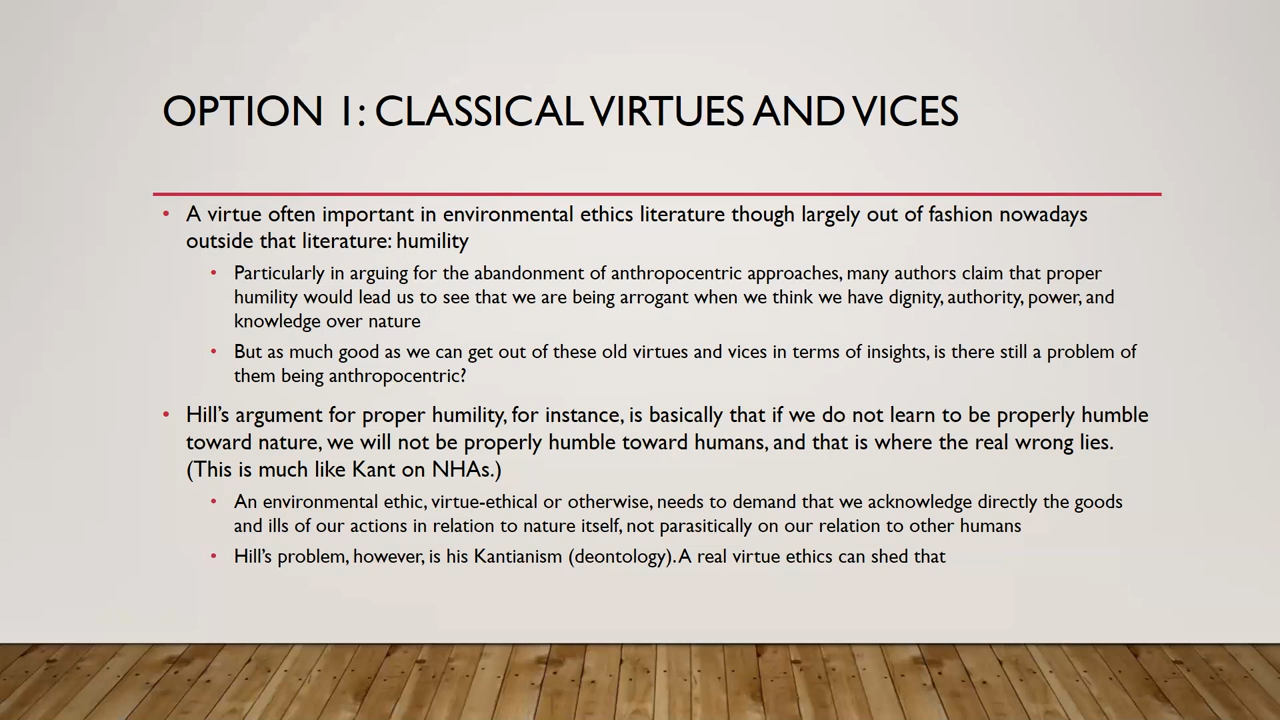 OPTION 1: CLASSICAL VIRTUES AND VICES
• A virtue often important in environmental ethics literature though largely out of fashion nowadays
outside that literature: humility
• Particularly in arguing for the abandonment of anthropocentric approaches, many authors claim that proper
humility would lead us to see that we are being arrogant when we think we have dignity, authority, power, and
knowledge over nature
• But as much good as we can get out of these old virtues and vices in terms of insights, is there still a problem of
them being anthropocentric?
• Hill's argument for proper humility, for instance, is basically that if we do not learn to be properly humble
toward nature, we will not be properly humble toward humans, and that is where the real wrong lies.
(This is much like Kant on NHAs.)
• An environmental ethic, virtue-ethical or otherwise, needs to demand that we acknowledge directly the goods
and ills of our actions in relation to nature itself, not parasitically on our relation to other humans
• Hill's problem, however, is his Kantianism (deontology). A real virtue ethics can shed that